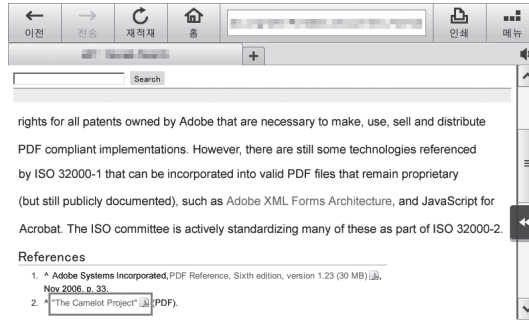 이전
전송
재적재
홈
인쇄
메뉴
Search
rights for all patents owned by Adobe that are necessary to make, use, sell and distribute
PDF compliant implementations. However, there are still some technologies referenced
by ISO 32000-1 that can be incorporated into valid PDF files that remain proprietary
(but still publicly documented), such as Adobe XML Forms Architecture, and JavaScript for
Acrobat. The ISO committee is actively standardizing many of these as part of ISO 32000-2.
References
1. ^ Adobe Systems Incorporated, PDF Reference, Sixth edition, version 1.23 (30 MB),
Nov 2006. p. 33.
2. ^ "The Camelot Project" (PDF).